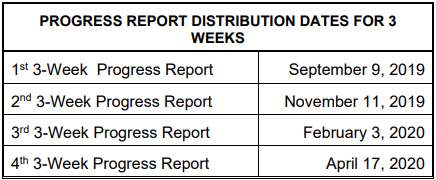 PROGRESS REPORT DISTRIBUTION DATES FOR 3
WEEKS
1st 3-Week  Progress Report September 9, 2019
2nd 3-Week Progress Report November 11, 2019
3rd 3-Week Progress Report February 3, 2020
4th 3-Week Progress Report April 17, 2020